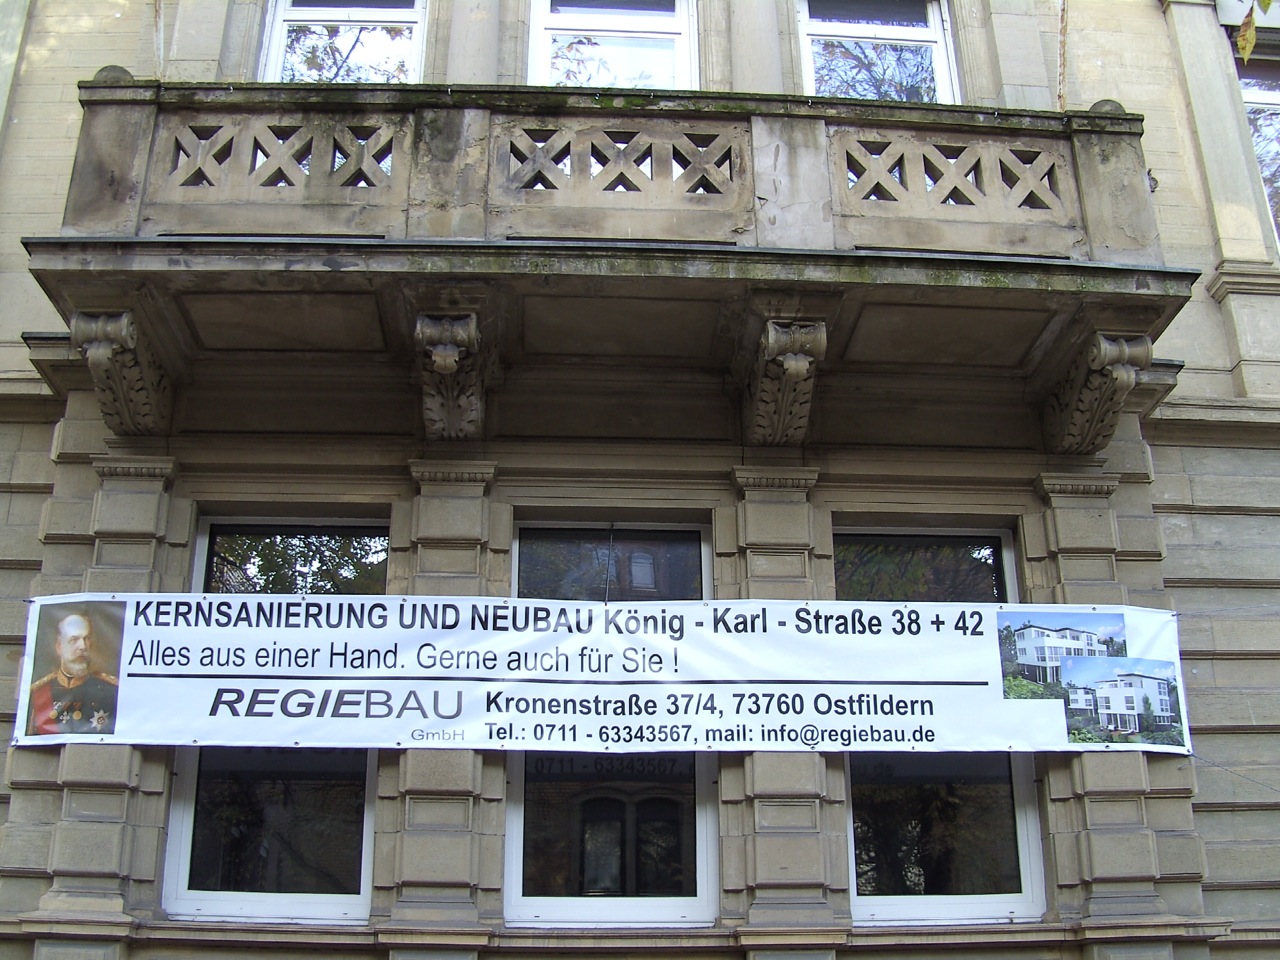 KERNSANIERUNG UND NEUBAU König - Karl - Straße 38 + 42
Alles aus einer Hand. Gerne auch für Sie !
REGIEBAU
GmbH
Kronenstraße 37/4, 73760 Ostfildern
Tel.: 0711 - 63343567, mail: info@regiebau.de